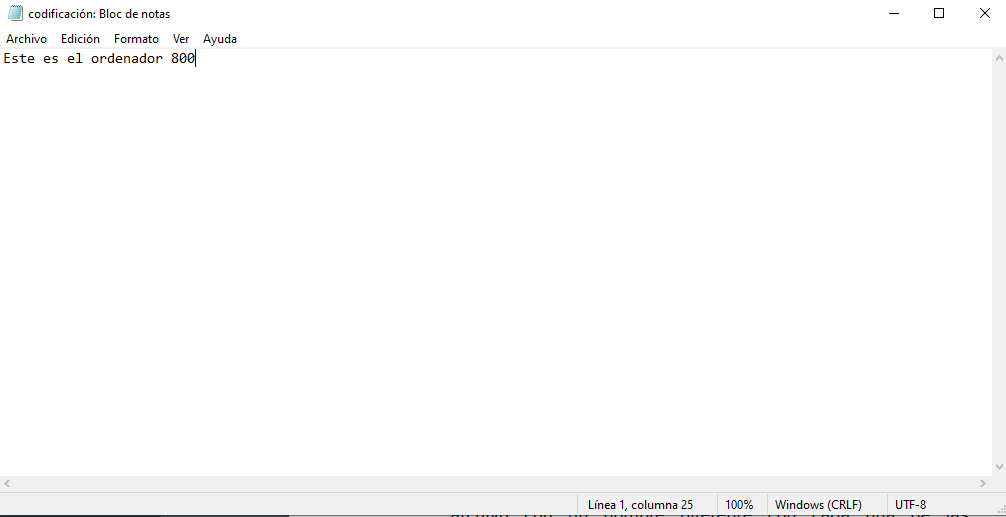 codificación: Bloc de notas
Archivo Edición Formato Ver Ayuda
Este es el ordenador 800
Línea 1, columna 25 100% Windows (CRLF) UTF-8